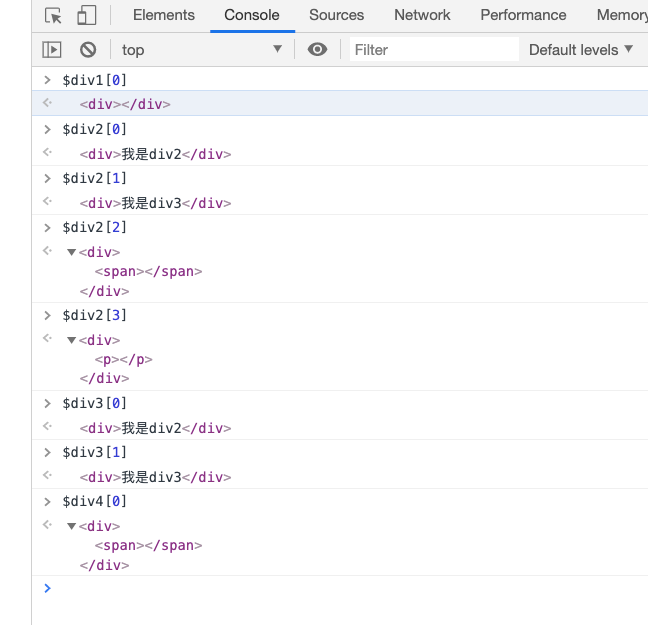 Elements Console Sources Network Performance Memory
top Filter Default levels
$div1[0]
<div></div>
$div2[0]
<div>我是div2</div>
$div2[1]
<div>我是div3</div>
$div2[2]
<div>
<span></span>
</div>
$div2[3]
<div>
<p></p>
</div>
$div3[0]
<div>我是div2</div>
$div3[1]
<div>我是div3</div>
$div4[0]
<div>
<span></span>
</div>